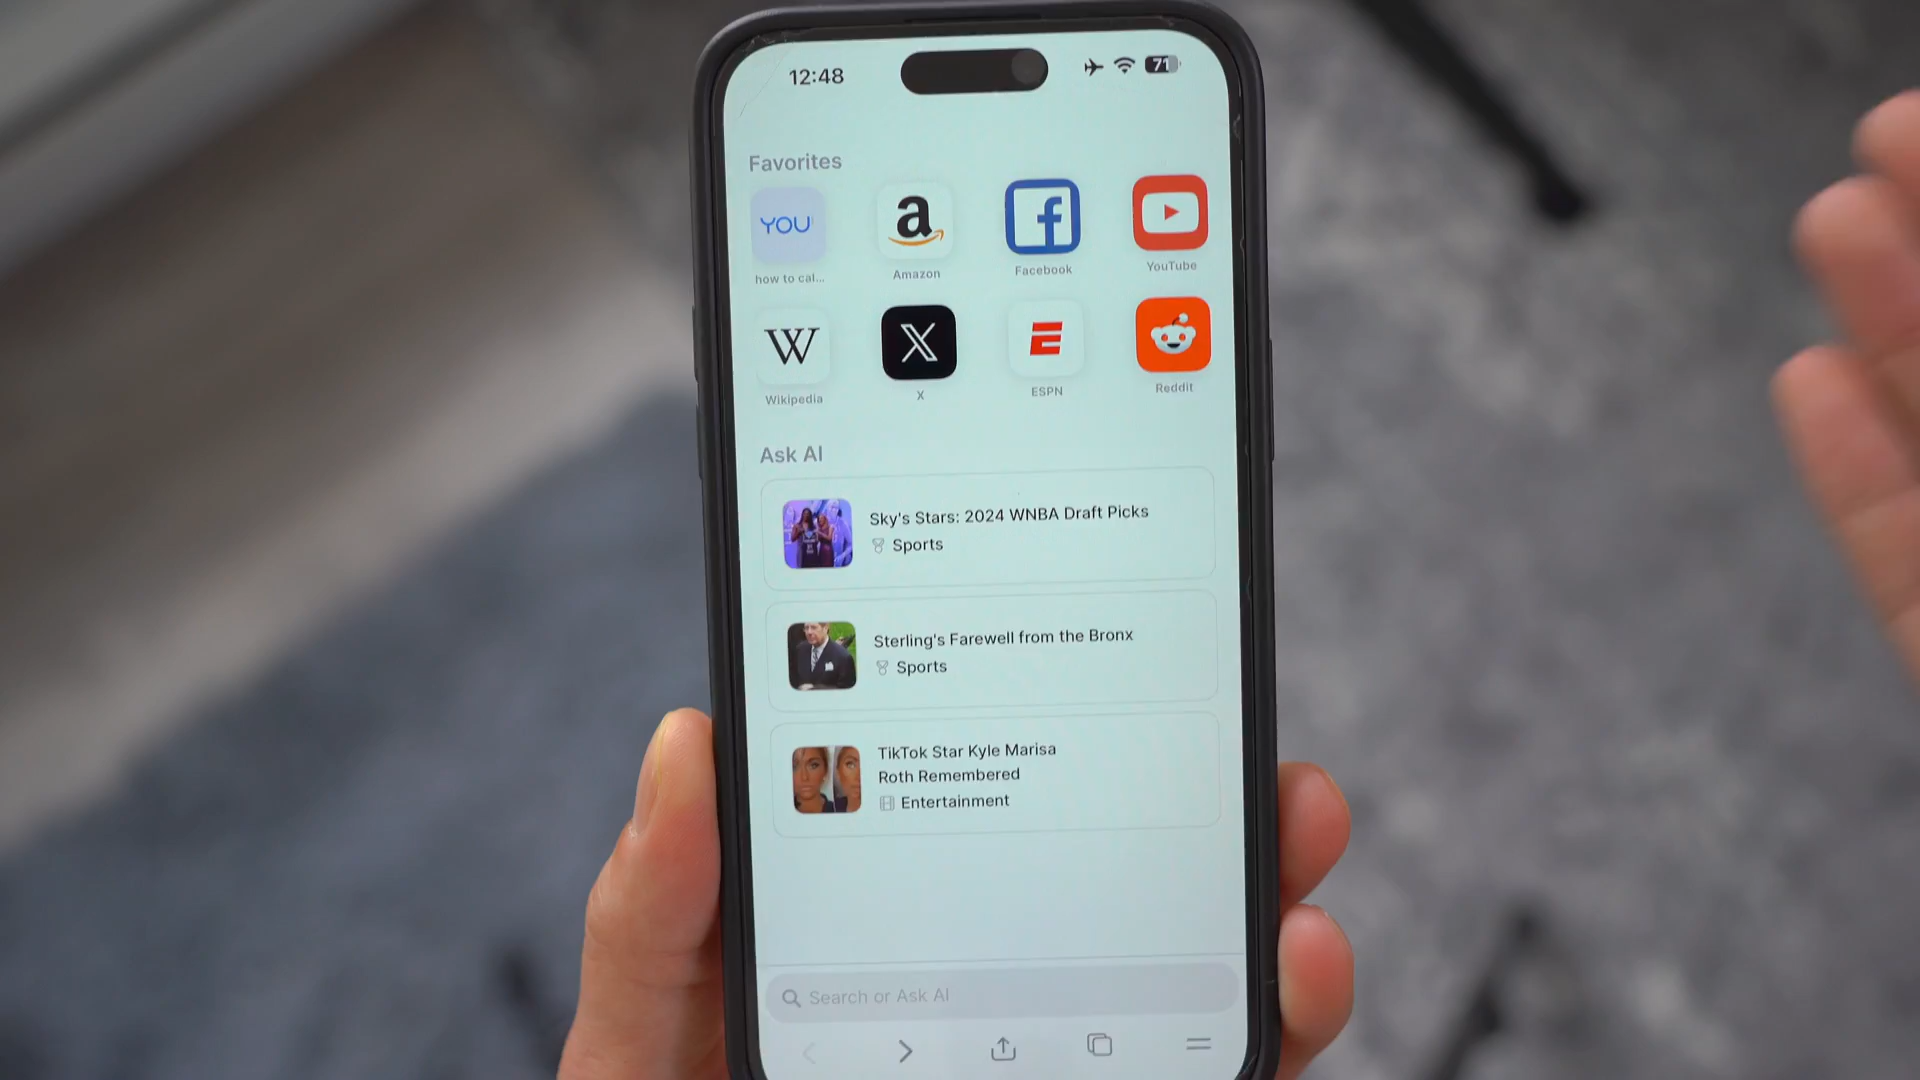 12:48
71
Favorites
YOU
a
f
how to cal...
Amazon
Facebook
YouTube
W
X
E
Wikipedia
X
ESPN
Reddit
Ask AI
Sky's Stars: 2024 WNBA Draft Picks
Sports
Sterling's Farewell from the Bronx
Sports
TikTok Star Kyle Marisa
Roth Remembered
Entertainment
Search or Ask AI